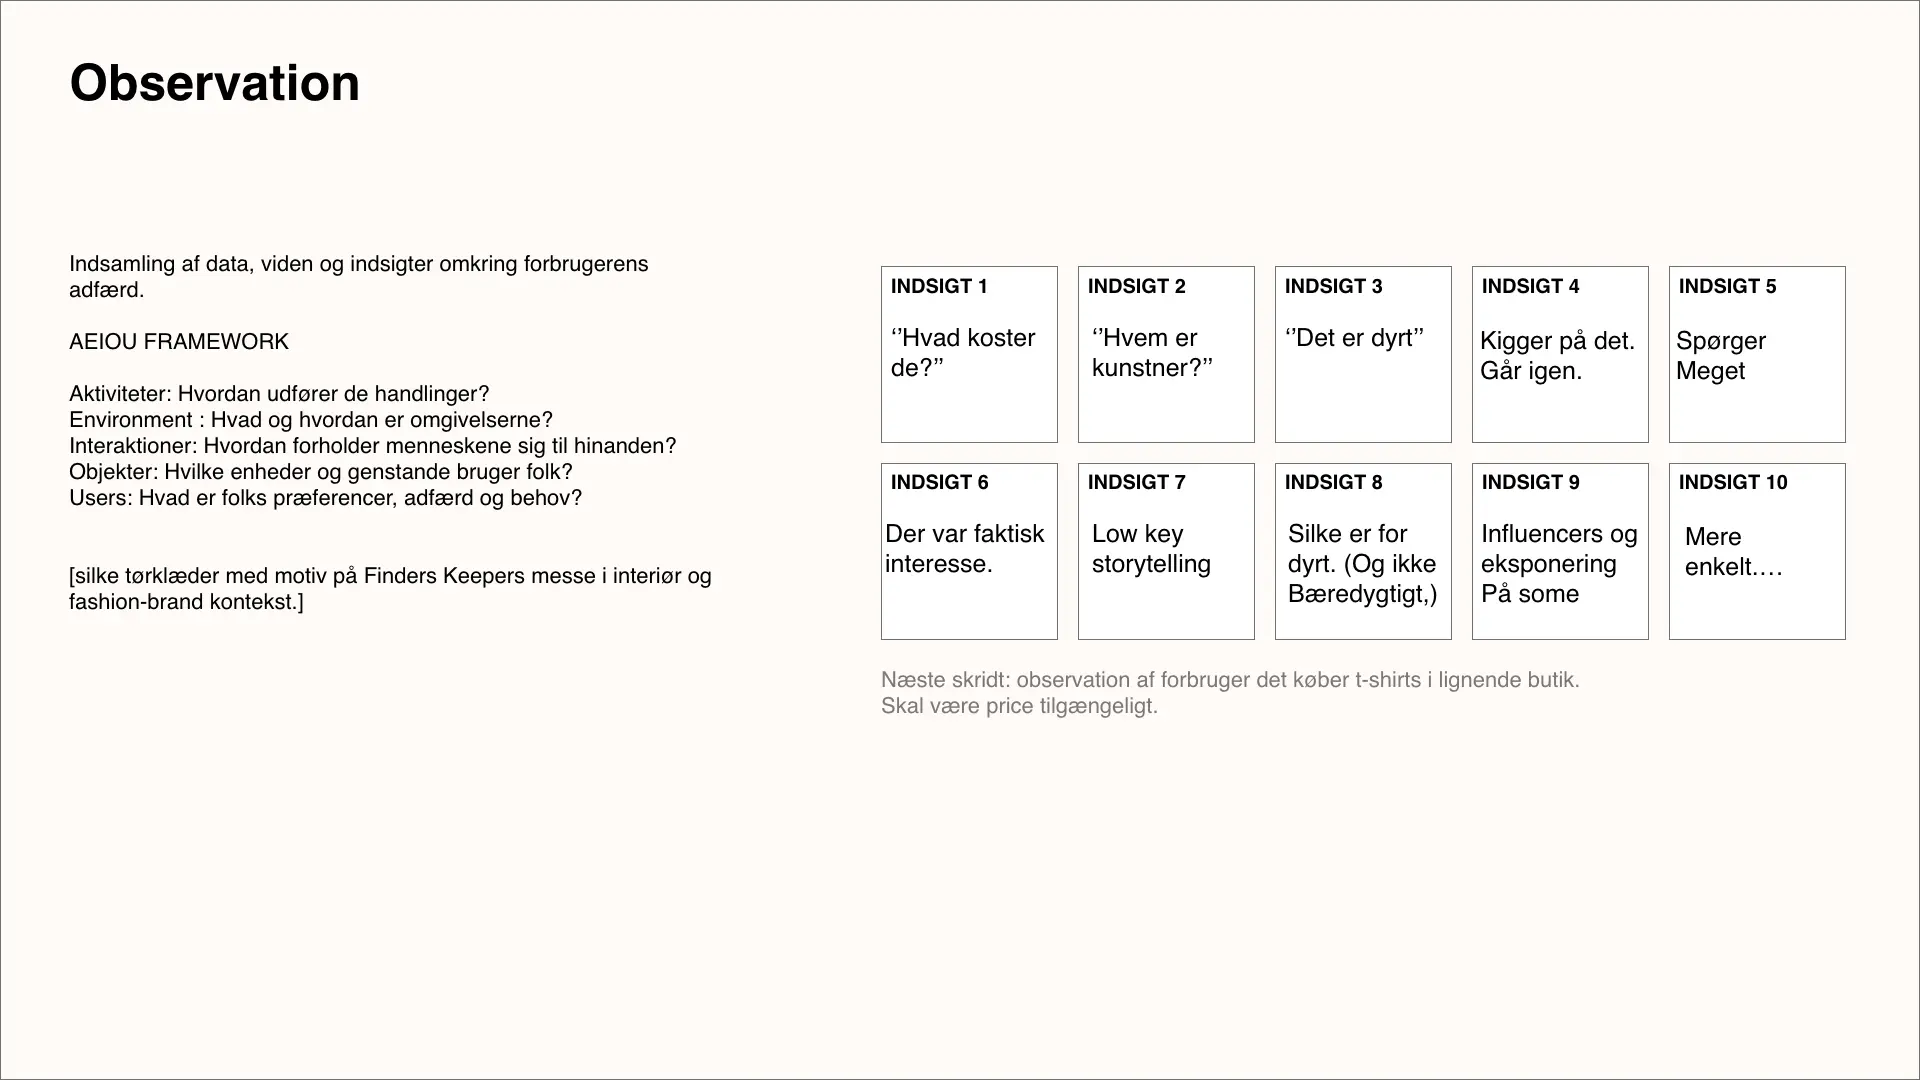 Observation
Indsamling af data, viden og indsigter omkring forbrugerens
adfærd.
AEIOU FRAMEWORK
Aktiviteter: Hvordan udfører de handlinger?
Environment : Hvad og hvordan er omgivelserne?
Interaktioner: Hvordan forholder menneskene sig til hinanden?
Objekter: Hvilke enheder og genstande bruger folk?
Users: Hvad er folks præferencer, adfærd og behov?
[silke tørklæder med motiv på Finders Keepers messe i interiør og
fashion-brand kontekst.]
INDSIGT 1
‘’Hvad koster
de?’’
INDSIGT 2
‘’Hvem er
kunstner?’’
INDSIGT 3
‘’Det er dyrt’’
INDSIGT 4
Kigger på det.
Går igen.
INDSIGT 5
Spørger
Meget
INDSIGT 6
Der var faktisk
interesse.
INDSIGT 7
Low key
storytelling
INDSIGT 8
Silke er for
dyrt. (Og ikke
Bæredygtigt,)
INDSIGT 9
Influencers og
eksponering
På some
INDSIGT 10
Mere
enkelt.…
Næste skridt: observation af forbruger det køber t-shirts i lignende butik.
Skal være price tilgængeligt.